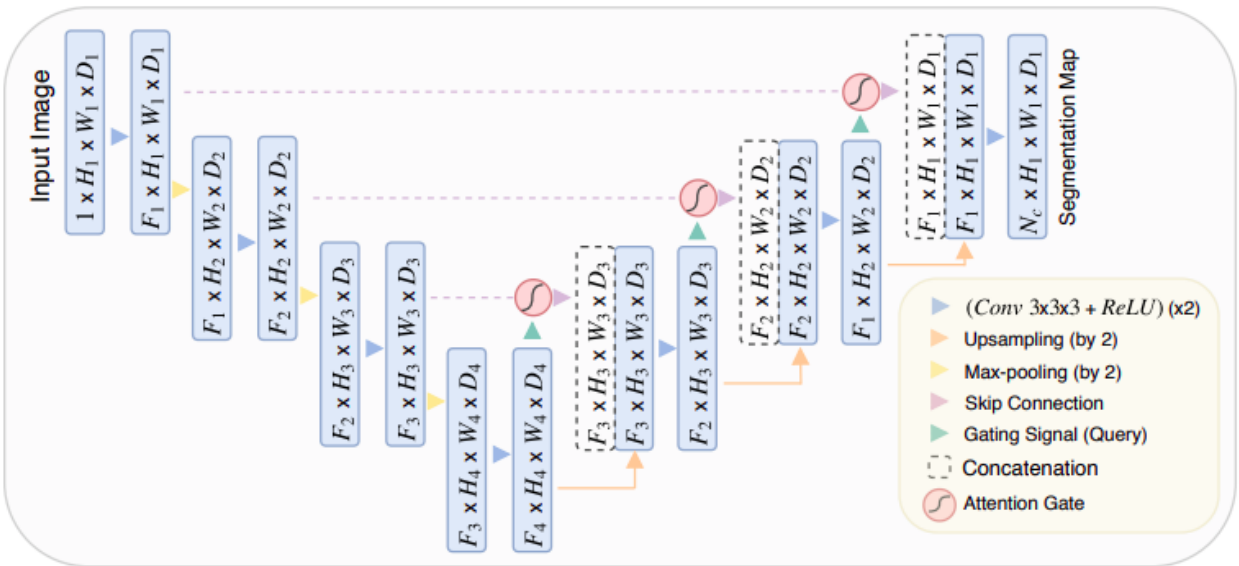 Input Image
1 x H₁ x W₁ x D₁
F₁ x H₁ x W₁ x D₁
F₁ x H₂ x W₂ x D₂
F₂ x H₂ x W₂ x D₂
F₂ x H₃ x W₃ x D₃
F₃ x H₃ x W₃ x D₃
F₃ x H₄ x W₄ x D₄
F₄ x H₄ x W₄ x D₄
F₃ x H₃ x W₃ x D₃
F₃ x H₃ x W₃ x D₃
F₂ x H₃ x W₃ x D₃
F₂ x H₂ x W₂ x D₂
F₂ x H₂ x W₂ x D₂
F₁ x H₂ x W₂ x D₂
F₁ x H₁ x W₁ x D₁
F₁ x H₁ x W₁ x D₁
N_c x H₁ x W₁ x D₁
Segmentation Map
(Conv 3x3x3 + ReLU) (x2)
Upsampling (by 2)
Max-pooling (by 2)
Skip Connection
Gating Signal (Query)
Concatenation
Attention Gate